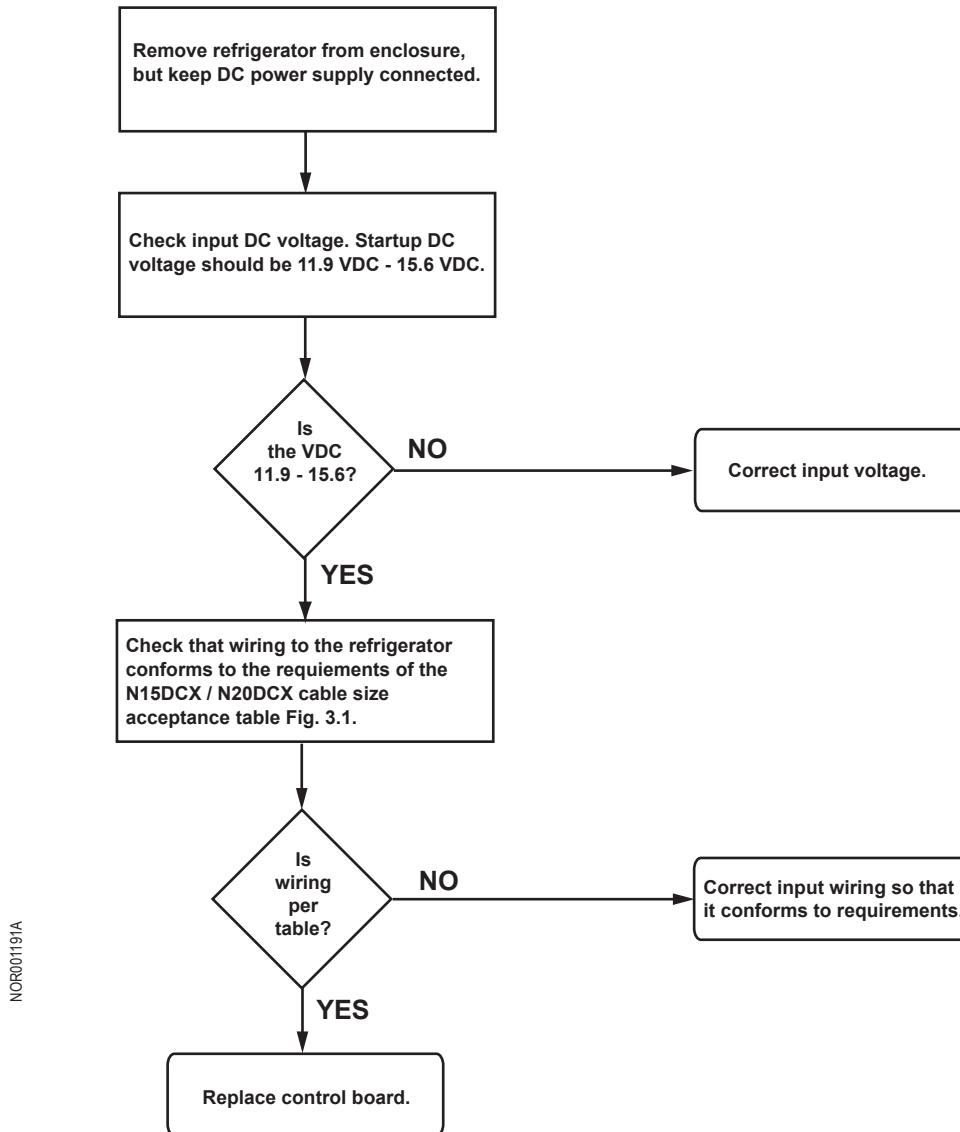 Remove refrigerator from enclosure,
but keep DC power supply connected.
Check input DC voltage. Startup DC
voltage should be 11.9 VDC - 15.6 VDC.
Is
the VDC
11.9 - 15.6?
NO
Correct input voltage.
YES
Check that wiring to the refrigerator
conforms to the requiements of the
N15DCX / N20DCX cable size
acceptance table Fig. 3.1.
Is
wiring
per
table?
NO
Correct input wiring so that
it conforms to requirements.
YES
Replace control board.
NOR001191A